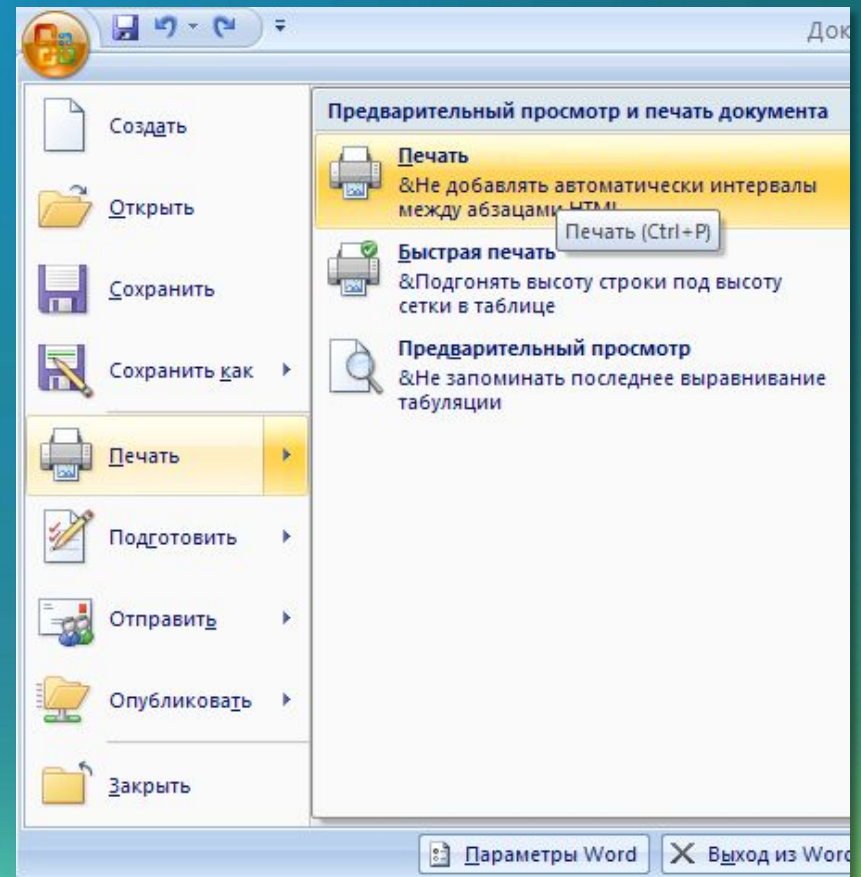 Док
Создать
Открыть
Сохранить
Сохранить как
Печать
Подготовить
Отправить
Опубликовать
Закрыть
Предварительный просмотр и печать документа
Печать
&Не добавлять автоматически интервалы
между абзацами HTML
Печать (Ctrl+P)
Быстрая печать
&Подгонять высоту строки под высоту
сетки в таблице
Предварительный просмотр
&Не запоминать последнее выравнивание
табуляции
Параметры Word
Выход из Word